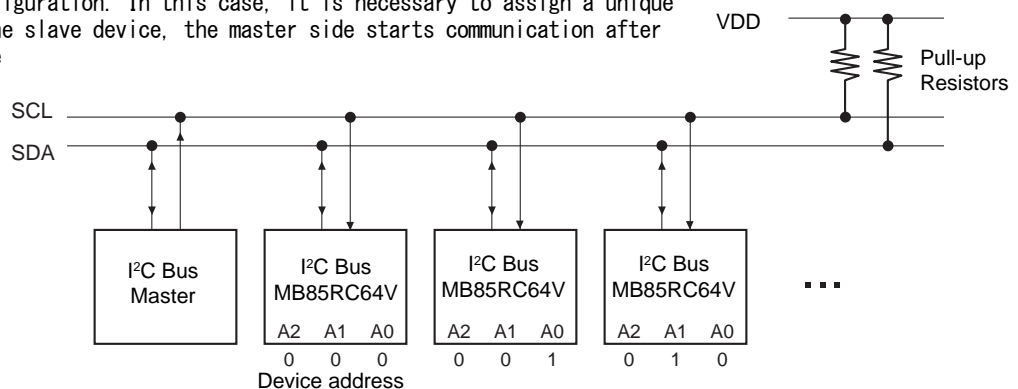 iguration. In this case, it is necessary to assign a unique
ne slave device, the master side starts communication after
VDD
Pull-up
Resistors
SCL
SDA
I²C Bus
Master
I²C Bus
MB85RC64V
A2 A1 A0
0 0 0
Device address
I²C Bus
MB85RC64V
A2 A1 A0
0 0 1
I²C Bus
MB85RC64V
A2 A1 A0
0 1 0
...